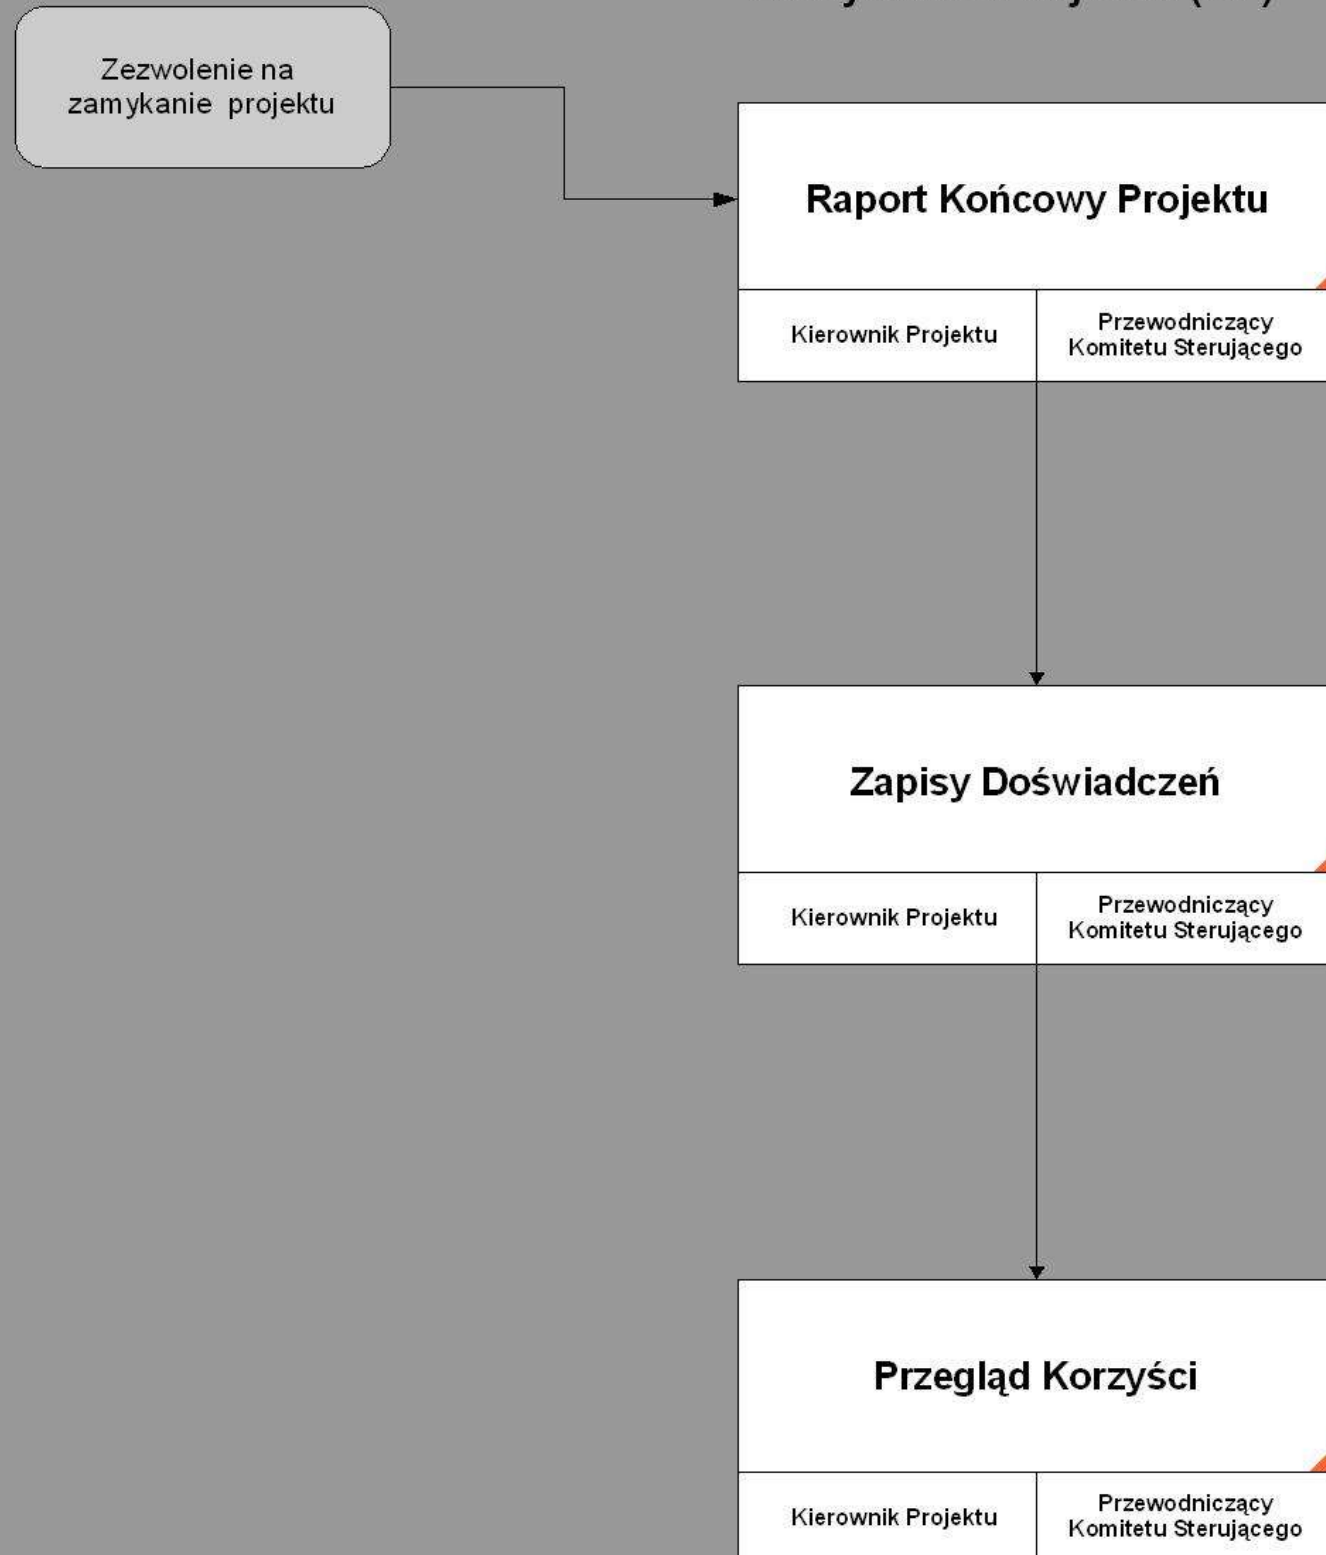 Zezwolenie na
zamykanie projektu
Raport Końcowy Projektu
Kierownik Projektu
Przewodniczący
Komitetu Sterującego
Zapisy Doświadczeń
Kierownik Projektu
Przewodniczący
Komitetu Sterującego
Przegląd Korzyści
Kierownik Projektu
Przewodniczący
Komitetu Sterującego